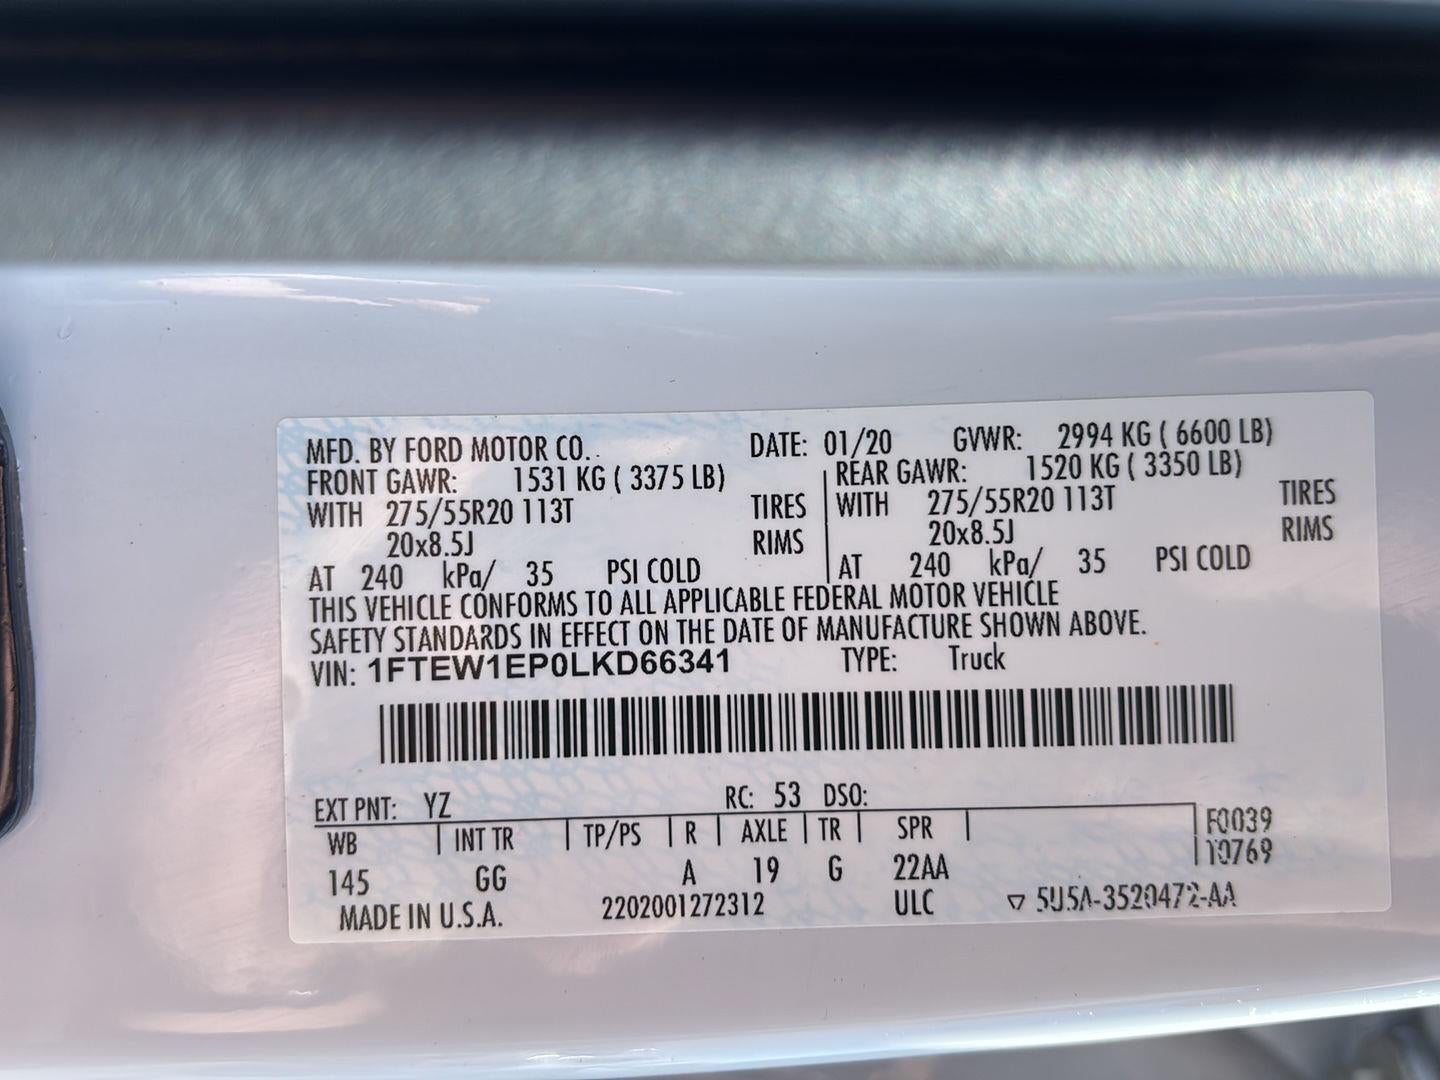 MFD. BY FORD MOTOR CO. DATE: 01/20 GVWR: 2994 KG ( 6600 LB)
FRONT GAWR: 1531 KG ( 3375 LB) REAR GAWR: 1520 KG ( 3350 LB)
WITH 275/55R20 113T TIRES WITH 275/55R20 113T TIRES
20x8.5J RIMS 20x8.5J RIMS
AT 240 kPa/ 35 PSI COLD AT 240 kPa/ 35 PSI COLD
THIS VEHICLE CONFORMS TO ALL APPLICABLE FEDERAL MOTOR VEHICLE
SAFETY STANDARDS IN EFFECT ON THE DATE OF MANUFACTURE SHOWN ABOVE.
VIN: 1FTEW1EP0LKD66341 TYPE: Truck
EXT PNT: YZ RC: 53 DSO:
WB INT TR TP/PS R AXLE TR SPR F0039
145 GG A 19 G 22AA 10769
MADE IN U.S.A. 2202001272312 ULC ▽ 5U5A-3520472-AA